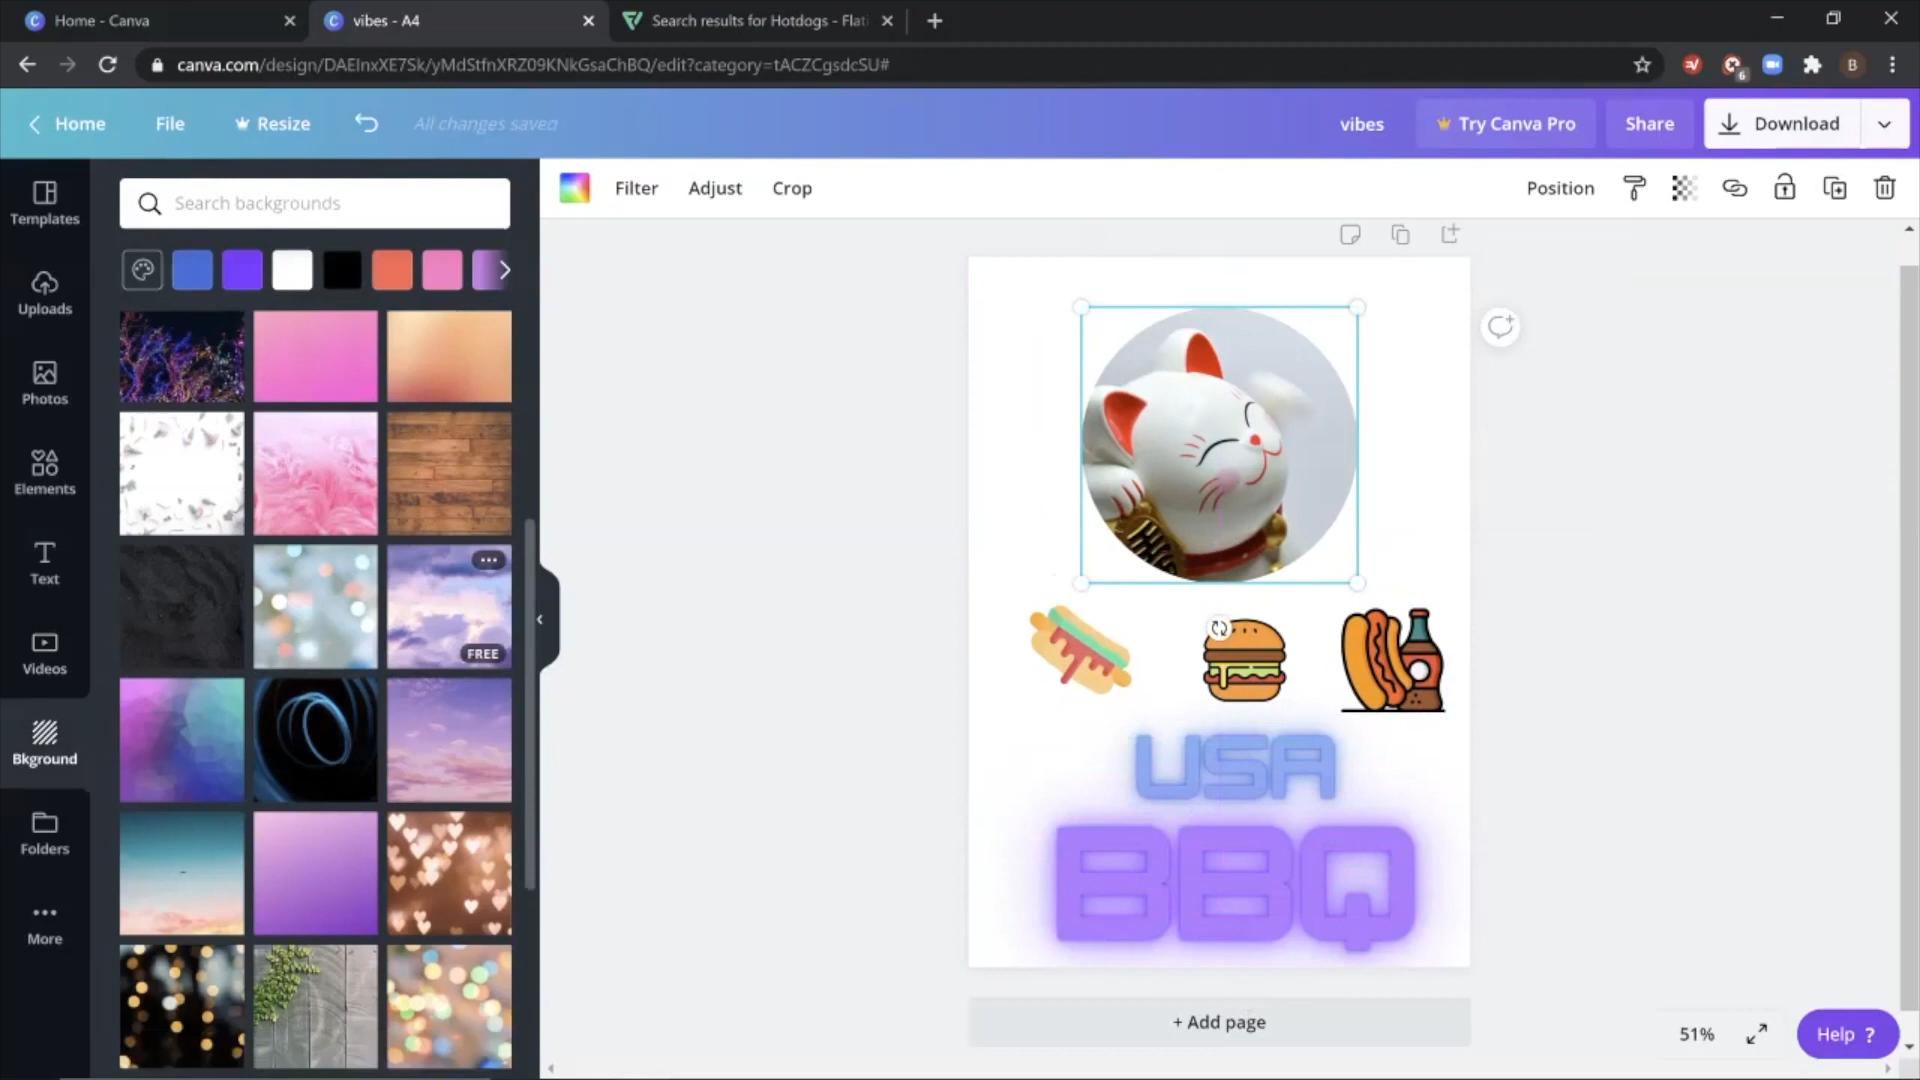 Home - Canva
vibes - A4
Search results for Hotdogs - Flati
canva.com/design/DAEInxXE7Sk/yMdStfnXRZ09KNkGsaChBQ/edit?category=tACZCgsdcSU#
6
B
Home
File
Resize
All changes saved
vibes
Try Canva Pro
Share
Download
Templates
Uploads
Photos
Elements
Text
Videos
Bkground
Folders
More
Search backgrounds
FREE
Filter
Adjust
Crop
Position
USA
BBQ
+ Add page
51%
Help ?